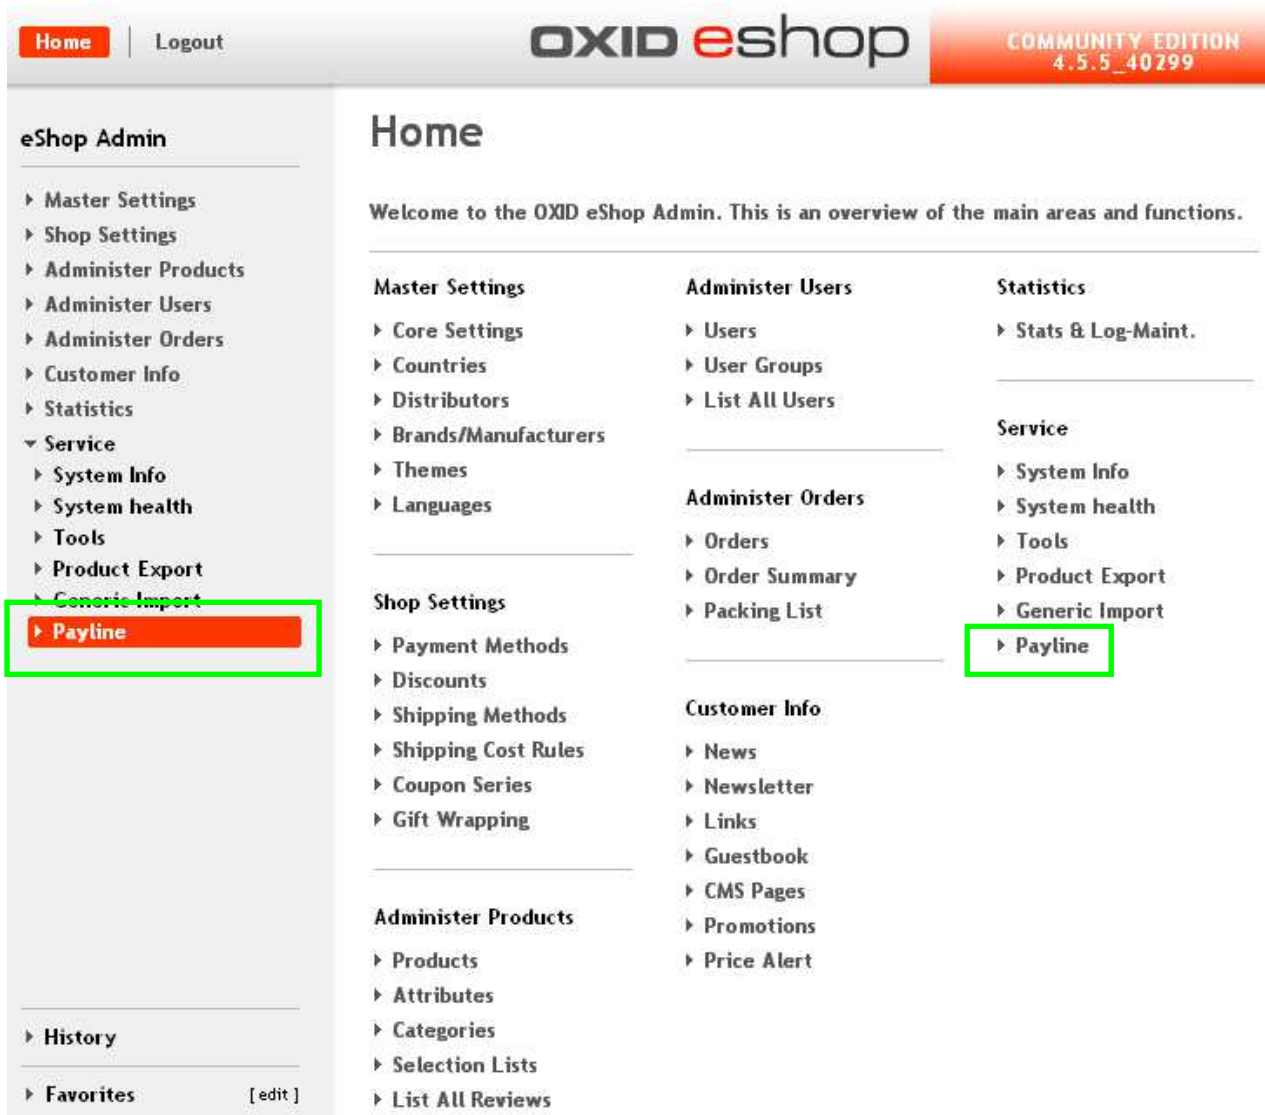 Home
Logout
OXID eshop
COMMUNITY EDITION
4.5.5_40299
eShop Admin
Master Settings
Shop Settings
Administer Products
Administer Users
Administer Orders
Customer Info
Statistics
Service
System Info
System health
Tools
Product Export
Generic Import
Payline
History
Favorites
[edit]
Home
Welcome to the OXID eShop Admin. This is an overview of the main areas and functions.
Master Settings
Core Settings
Countries
Distributors
Brands/Manufacturers
Themes
Languages
Shop Settings
Payment Methods
Discounts
Shipping Methods
Shipping Cost Rules
Coupon Series
Gift Wrapping
Administer Products
Products
Attributes
Categories
Selection Lists
List All Reviews
Administer Users
Users
User Groups
List All Users
Administer Orders
Orders
Order Summary
Packing List
Customer Info
News
Newsletter
Links
Guestbook
CMS Pages
Promotions
Price Alert
Statistics
Stats & Log-Maint.
Service
System Info
System health
Tools
Product Export
Generic Import
Payline